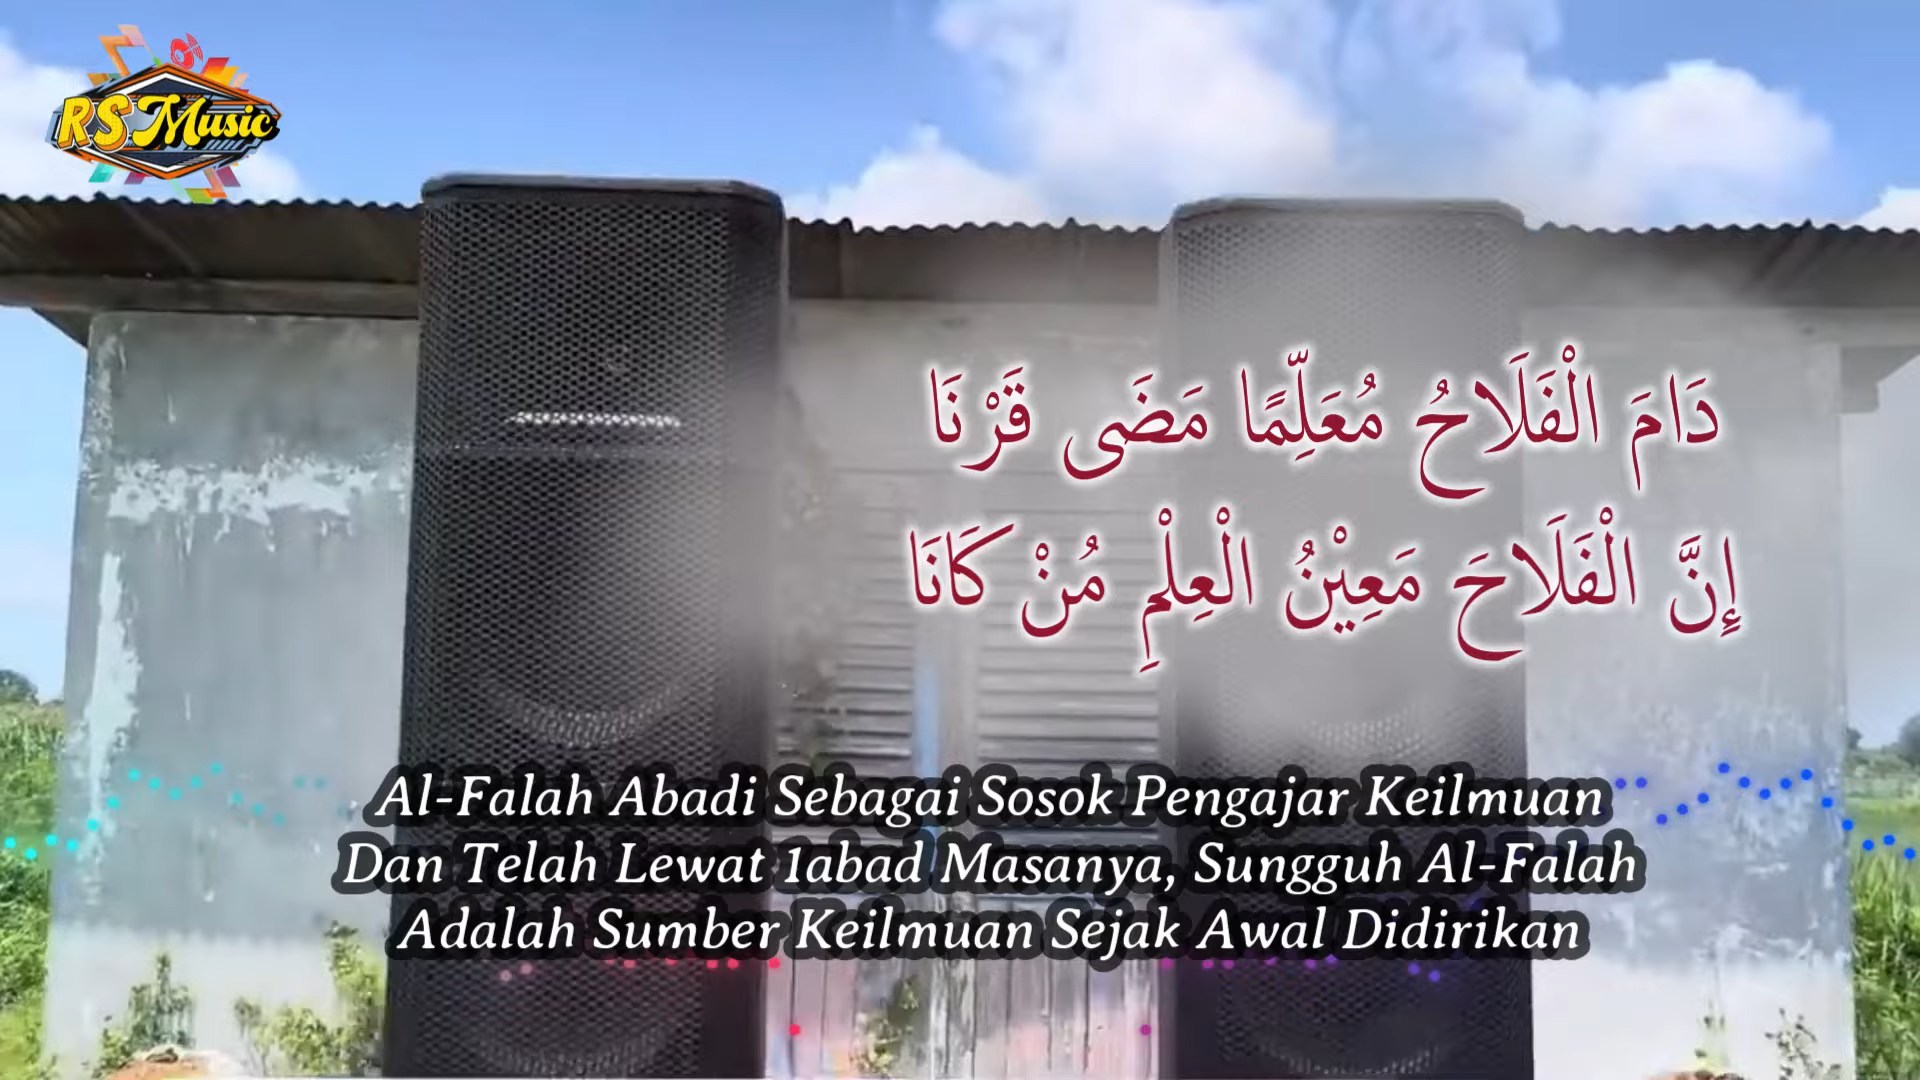 RS Music
دَامَ الْفَلَاحُ مُعَلِّمًا مَضَى قَرْنَا
إِنَّ الْفَلَاحَ مَعِيْنُ الْعِلْمِ مُنْ كَانَا
Al-Falah Abadi Sebagai Sosok Pengajar Keilmuan
Dan Telah Lewat 1abad Masanya, Sungguh Al-Falah
Adalah Sumber Keilmuan Sejak Awal Didirikan